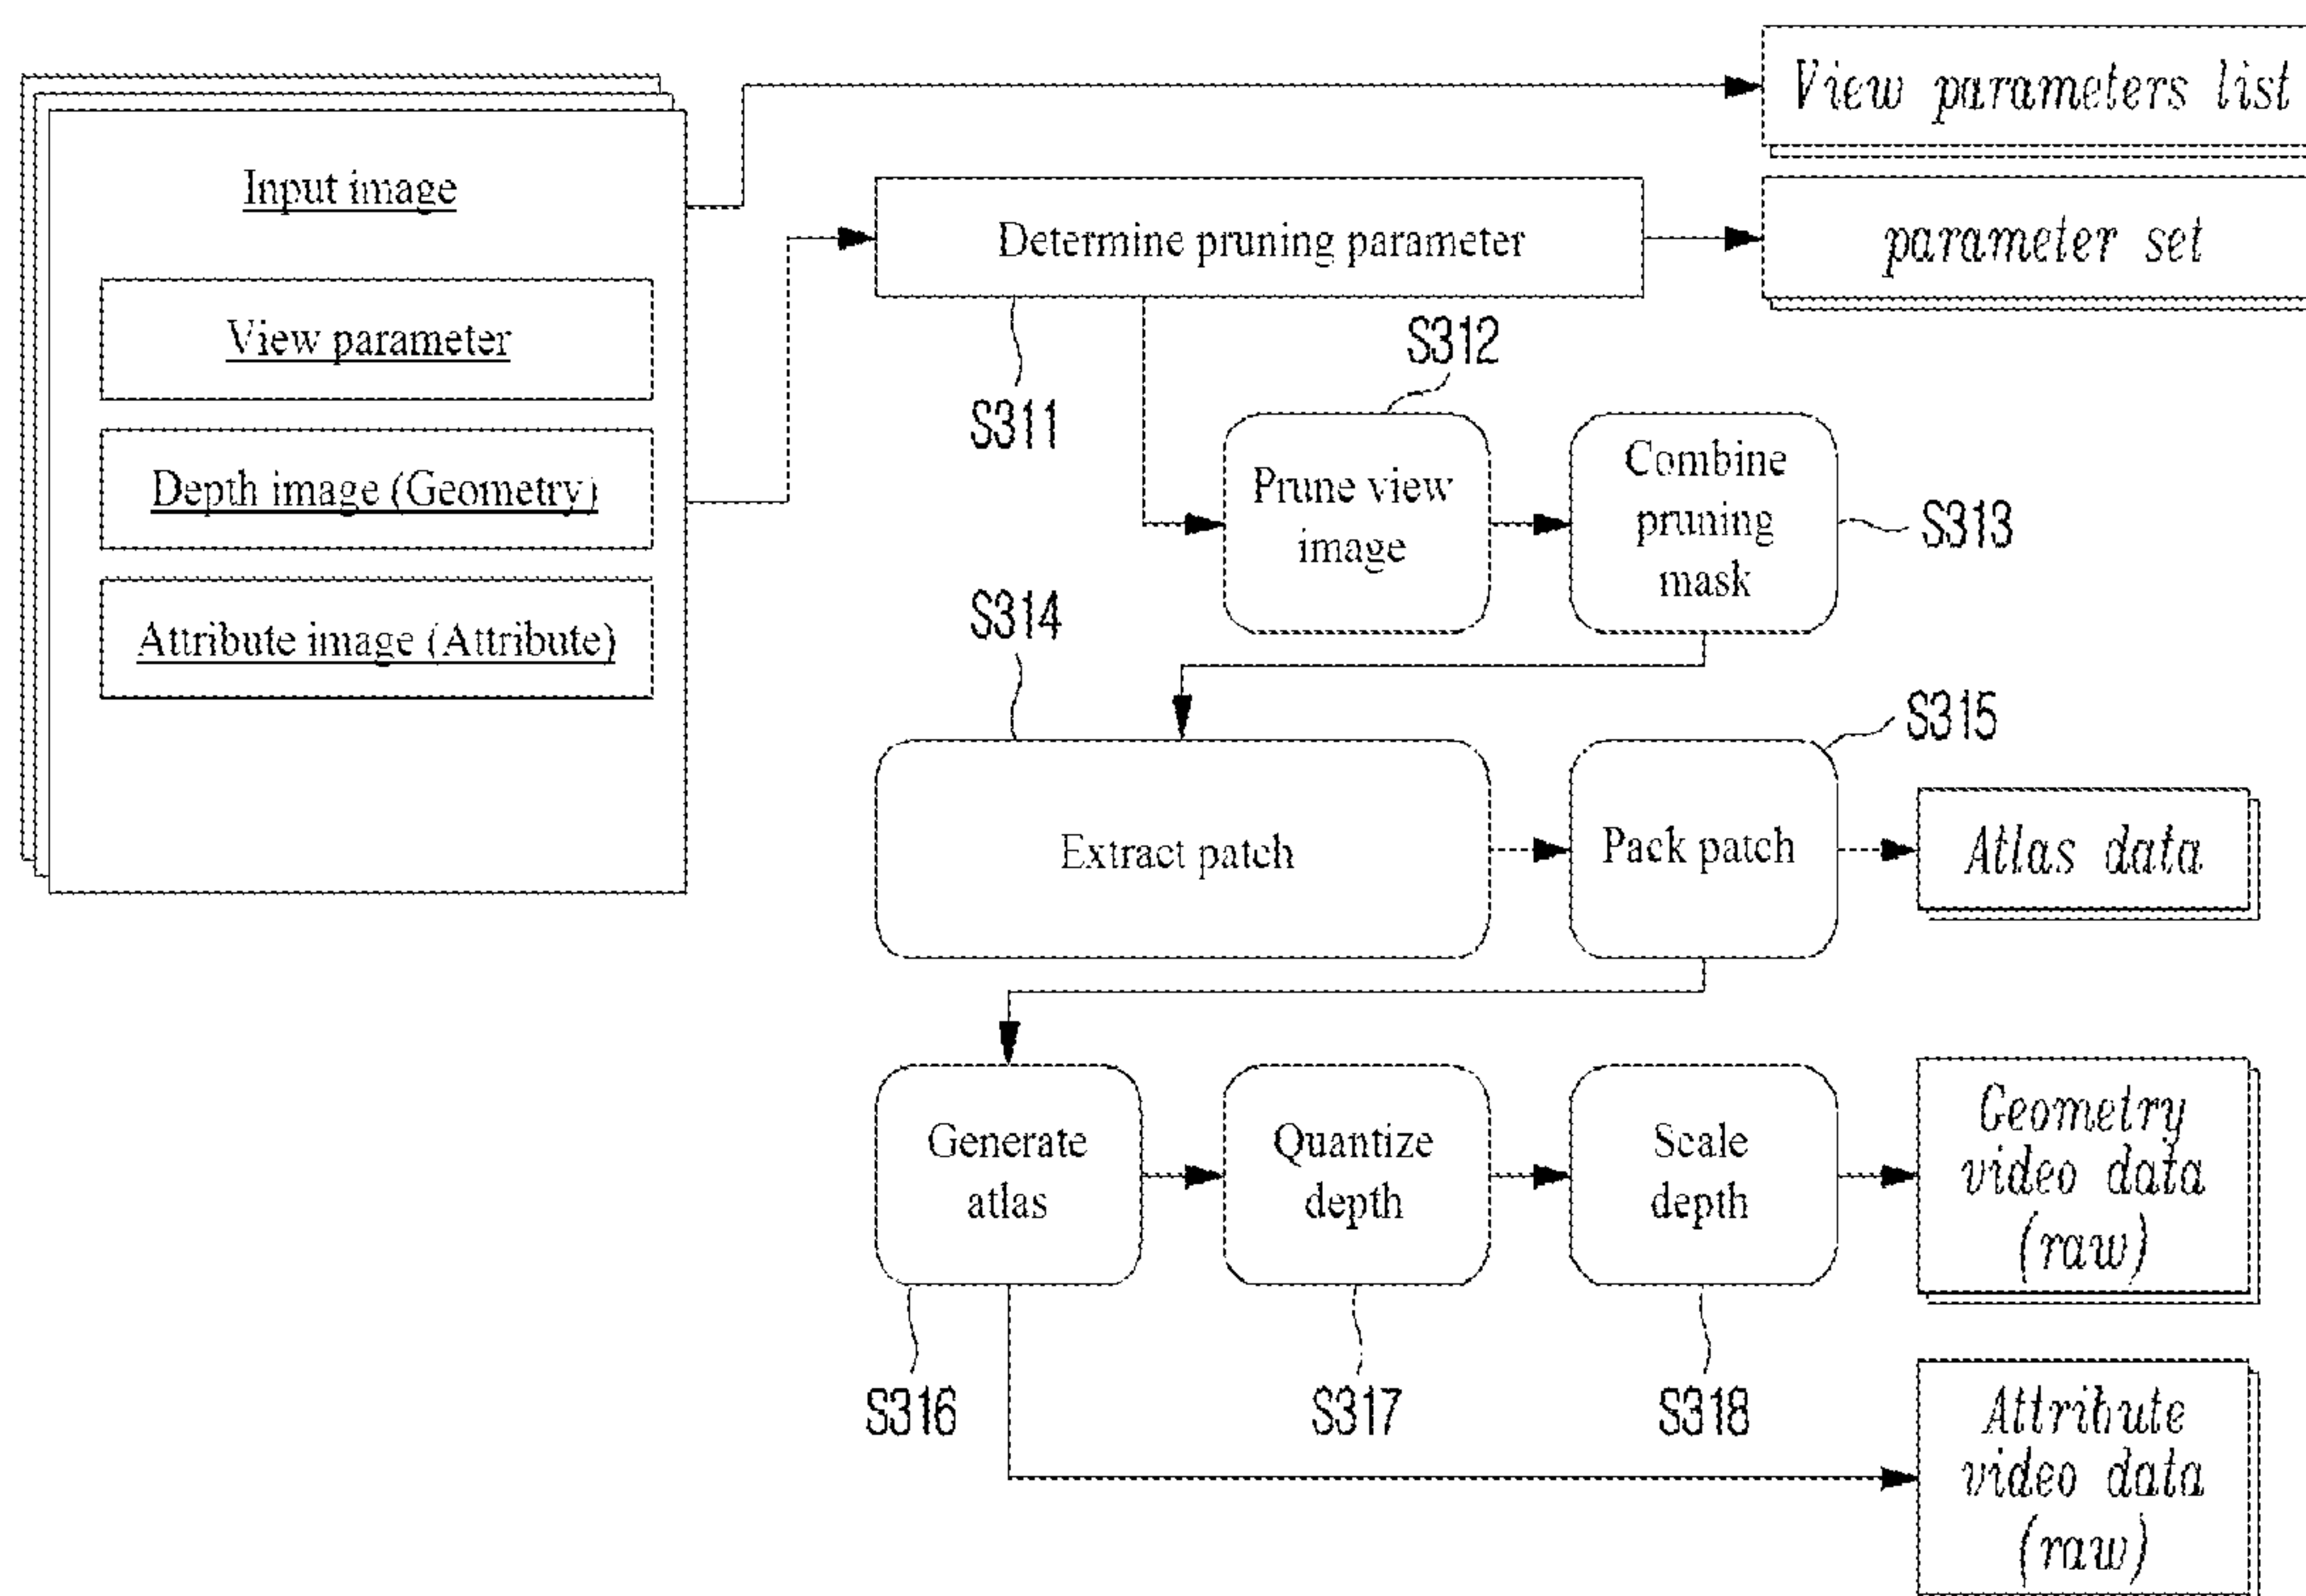 View parameters list
Input image
Determine pruning parameter
parameter set
View parameter
S312
S311
Depth image (Geometry)
Prune view
image
Combine
pruning
mask
S313
Attribute image (Attribute)
S314
S315
Extract patch
Pack patch
Atlas data
Generate
atlas
Quantize
depth
Scale
depth
Geometry
video data
(raw)
S316
S317
S318
Attribute
video data
(raw)